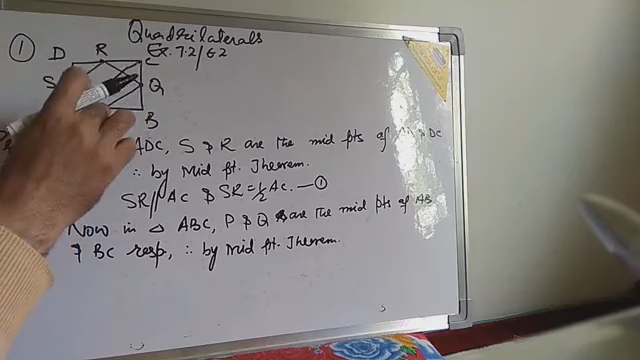 Quadrilaterals
① D R C Ex. 7.2/6.2
S Q
B
ADC, S & R are the mid pts of & DC
∴ by Mid pt. Theorem.
SR || AC & SR = 1/2 AC. — ①
Now in △ ABC, P & Q are the mid pts of AB
& BC resp, ∴ by Mid pt. Theorem.